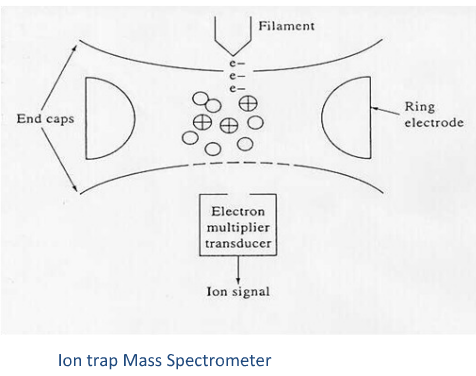 Filament
e−
e−
e−
End caps
Ring
electrode
Electron
multiplier
transducer
Ion signal
Ion trap Mass Spectrometer